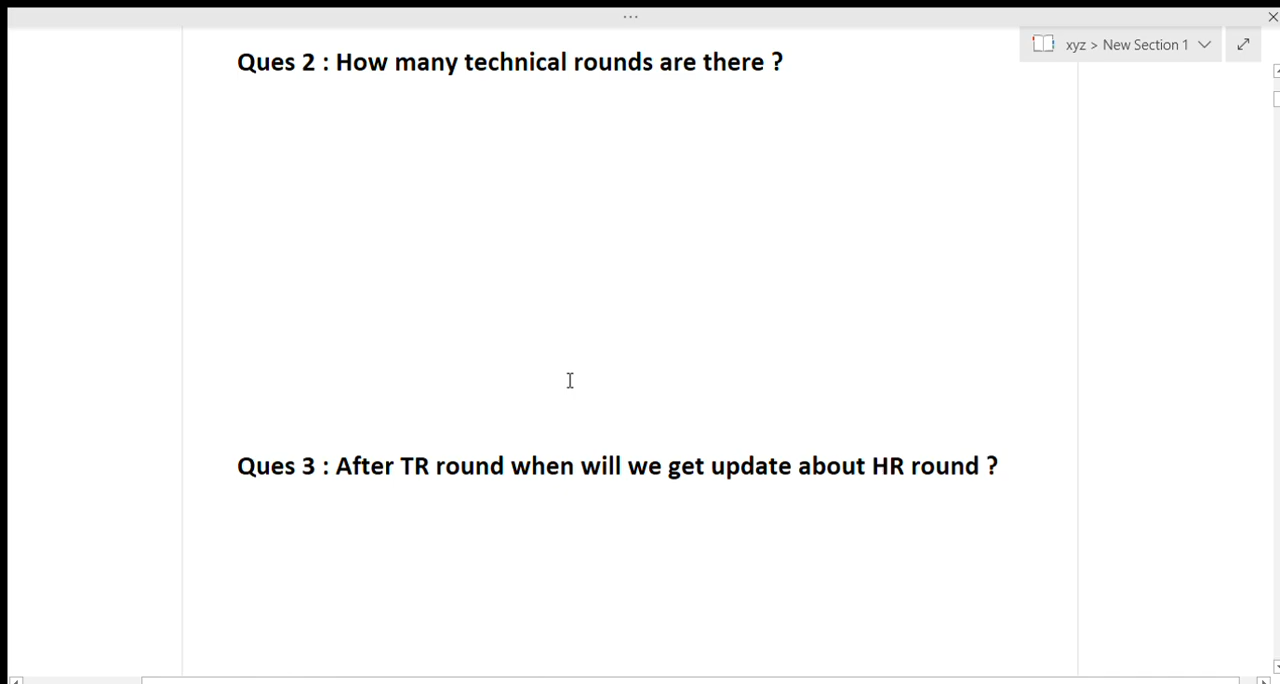 ...
xyz > New Section 1
Ques 2 : How many technical rounds are there ?
Ques 3 : After TR round when will we get update about HR round ?